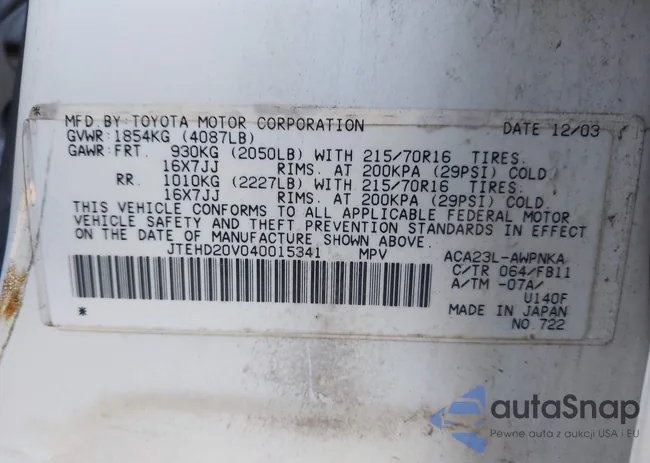 MFD. BY: TOYOTA MOTOR CORPORATION DATE 12/03
GVWR: 1854KG (4087LB)
GAWR: FRT. 930KG (2050LB) WITH 215/70R16 TIRES.
16X7JJ RIMS. AT 200KPA (29PSI) COLD
RR. 1010KG (2227LB) WITH 215/70R16 TIRES.
16X7JJ RIMS. AT 200KPA (29PSI) COLD
THIS VEHICLE CONFORMS TO ALL APPLICABLE FEDERAL MOTOR
VEHICLE SAFETY AND THEFT PREVENTION STANDARDS IN EFFECT
ON THE DATE OF MANUFACTURE SHOWN ABOVE.
JTEHD20V040015341 MPV ACA23L-AWPNKA
C/TR 064/FB11
A/TM -07A/
U140F
MADE IN JAPAN
NO. 722
autaSnap
Pewne auta z aukcji USA i EU